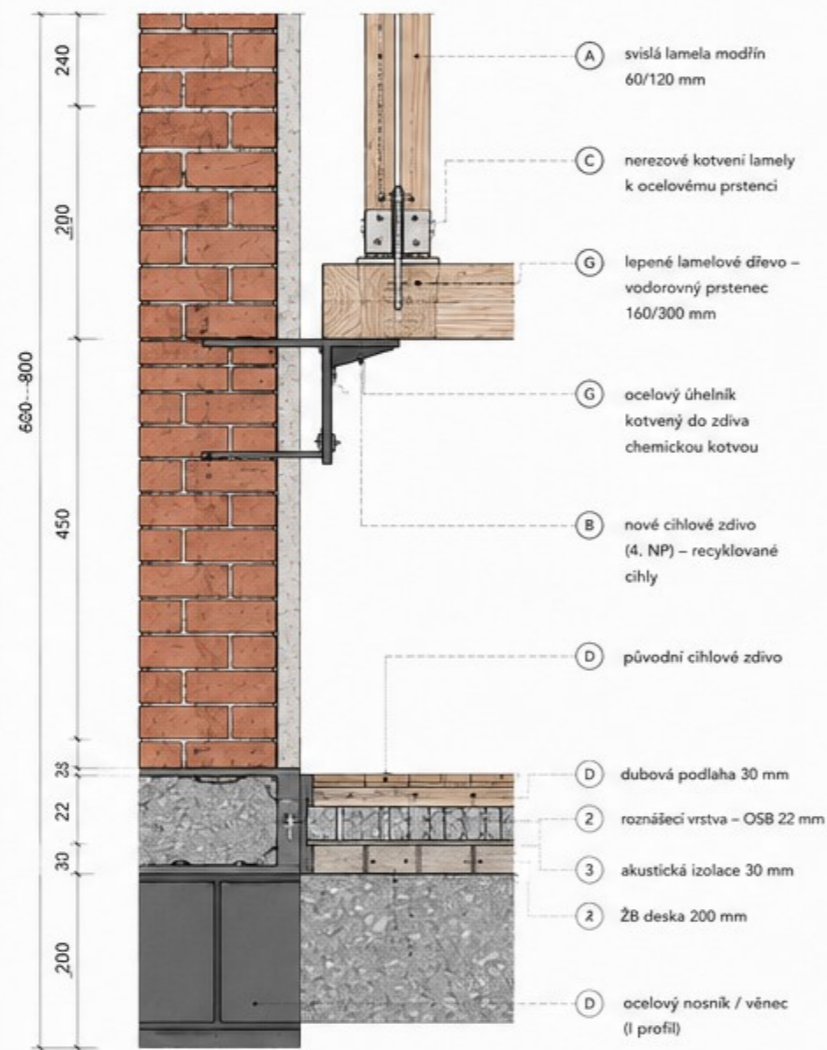 240
200
600---800
450
28
22
30
200
A svislá lamela modřín
60/120 mm
C nerezové kotvení lamely
k ocelovému prstenci
G lepené lamelové dřevo –
vodorovný prstenec
160/300 mm
G ocelový úhelník
kotvený do zdiva
chemickou kotvou
B nové cihlové zdivo
(4. NP) – recyklované
cihly
D původní cihlové zdivo
D dubová podlaha 30 mm
2 roznášecí vrstva – OSB 22 mm
3 akustická izolace 30 mm
2 ŽB deska 200 mm
D ocelový nosník / věnec
(I profil)